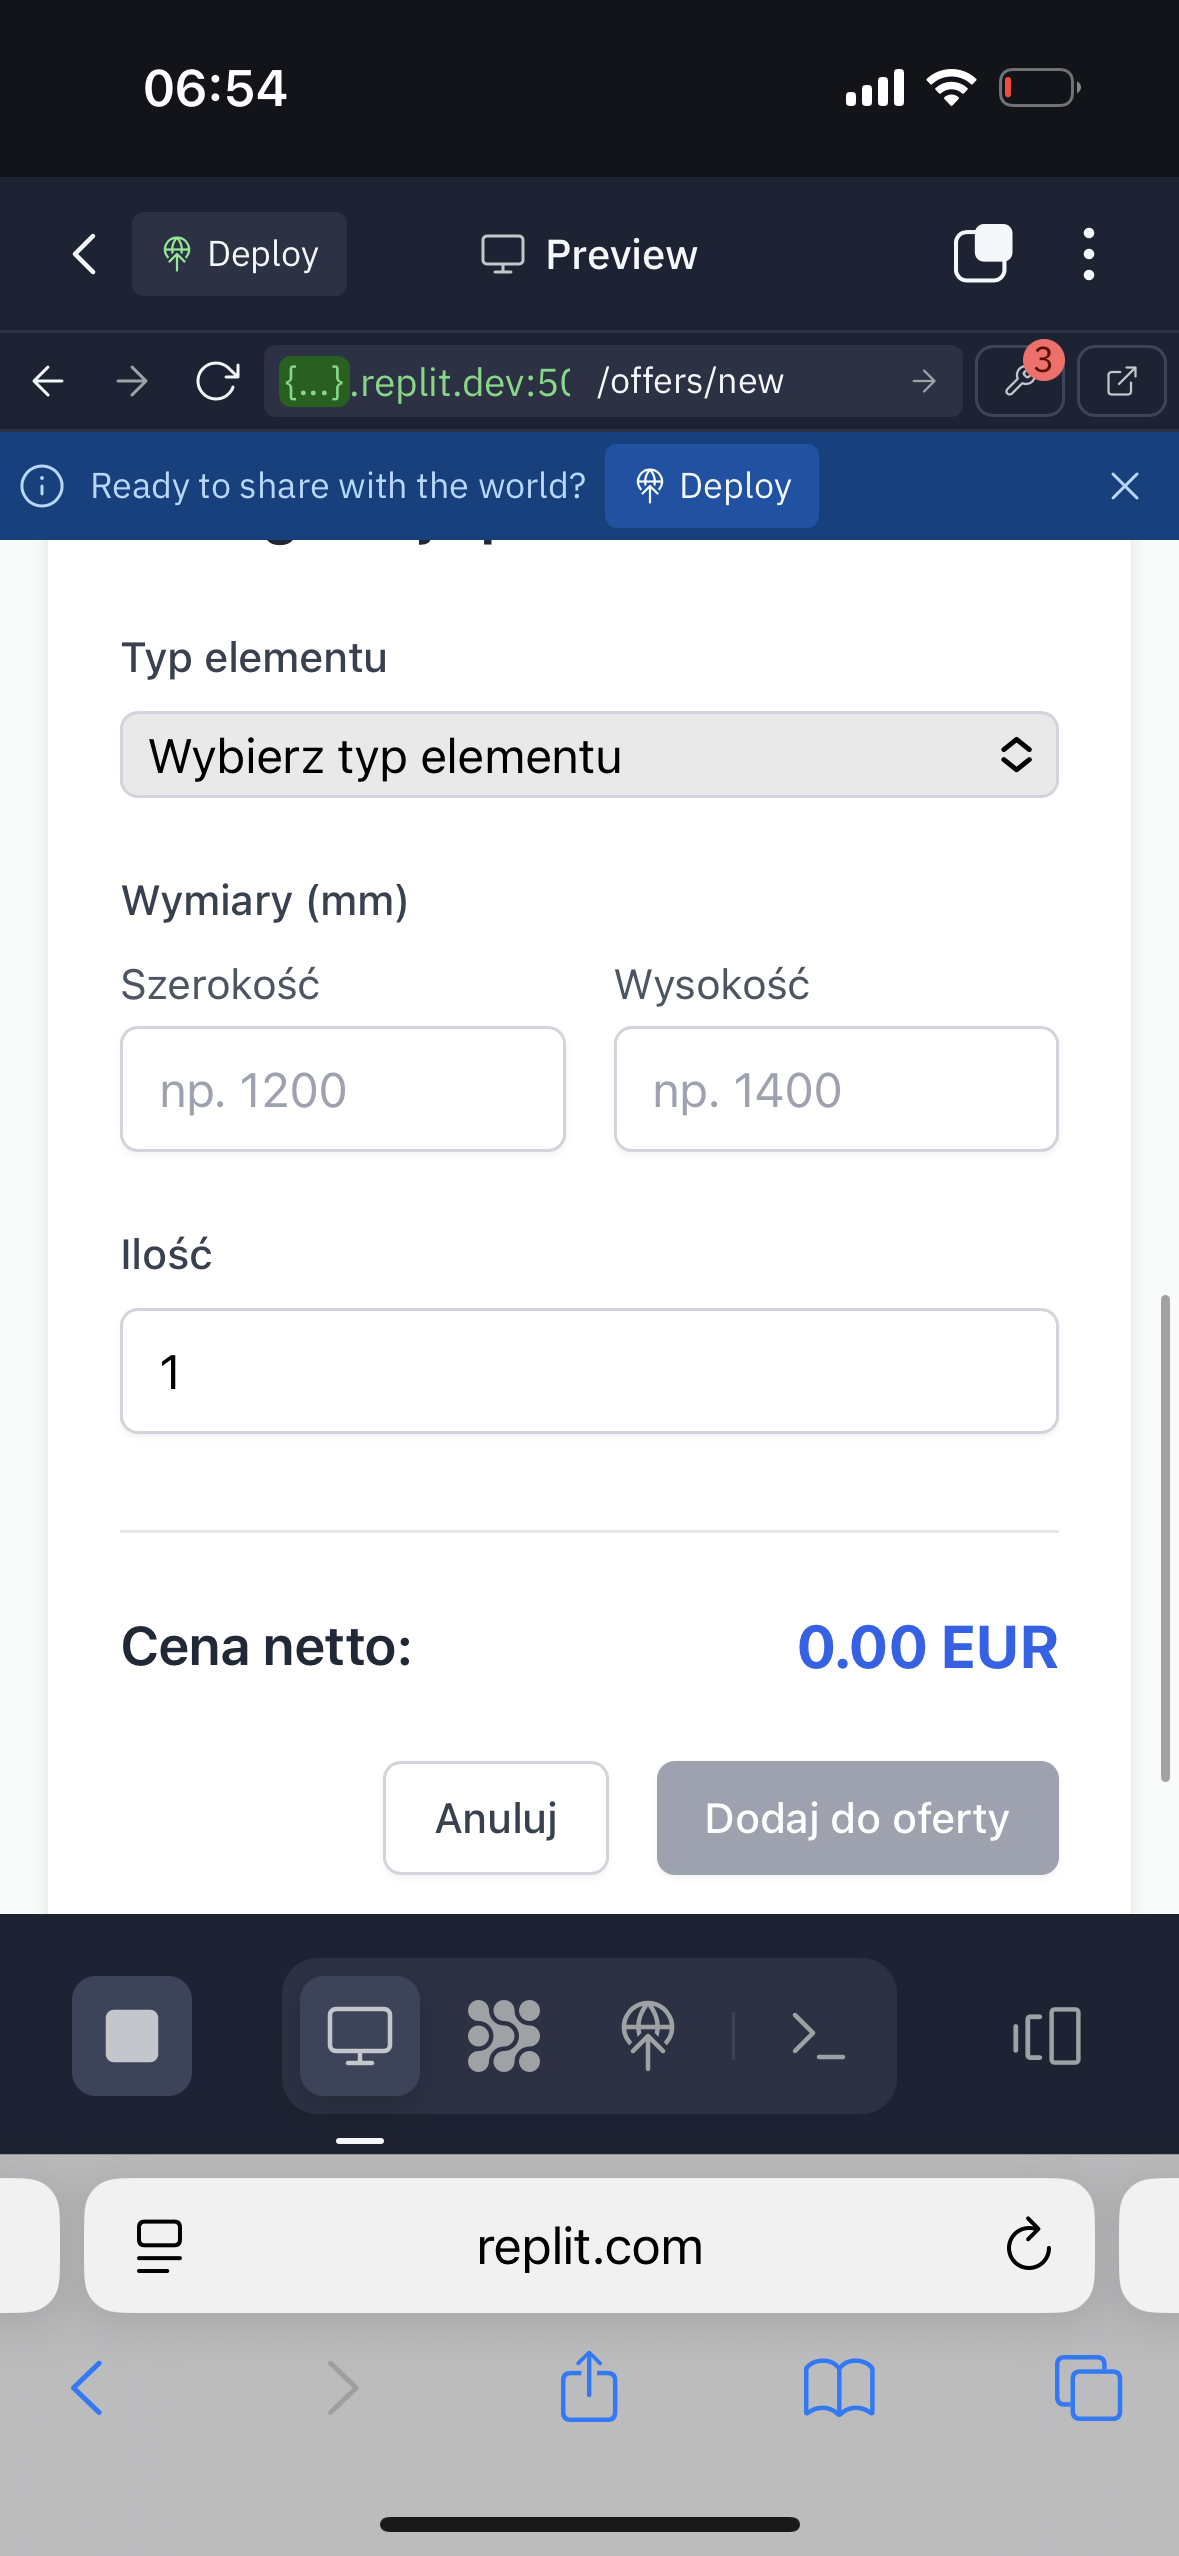 06:54
Deploy
Preview
{...}.replit.dev:5( /offers/new
3
Ready to share with the world?
Deploy
Typ elementu
Wybierz typ elementu
Wymiary (mm)
Szerokość
Wysokość
np. 1200
np. 1400
Ilość
1
Cena netto:
0.00 EUR
Anuluj
Dodaj do oferty
replit.com